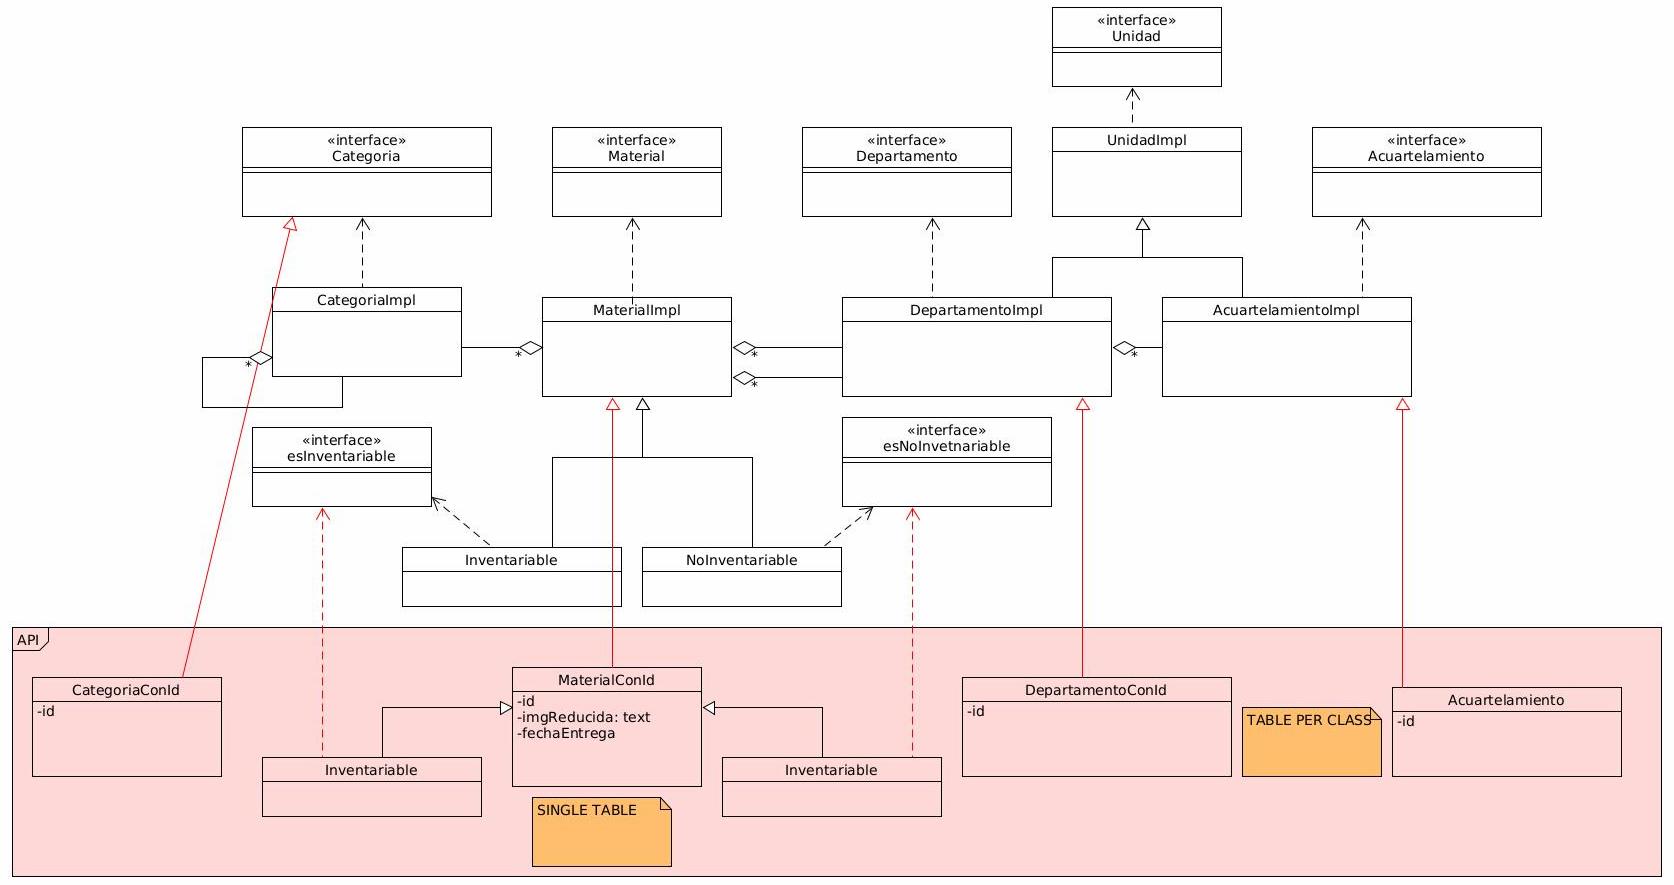 «interface»
Unidad
«interface»
Categoria
«interface»
Material
«interface»
Departamento
UnidadImpl
«interface»
Acuartelamiento
CategoriaImpl
*
MaterialImpl
*
*
*
DepartamentoImpl
*
AcuartelamientoImpl
«interface»
esInventariable
«interface»
esNoInvetnariable
Inventariable
NoInventariable
API
CategoriaConId
-id
MaterialConId
-id
-imgReducida: text
-fechaEntrega
DepartamentoConId
-id
TABLE PER CLASS
Acuartelamiento
-id
Inventariable
Inventariable
SINGLE TABLE